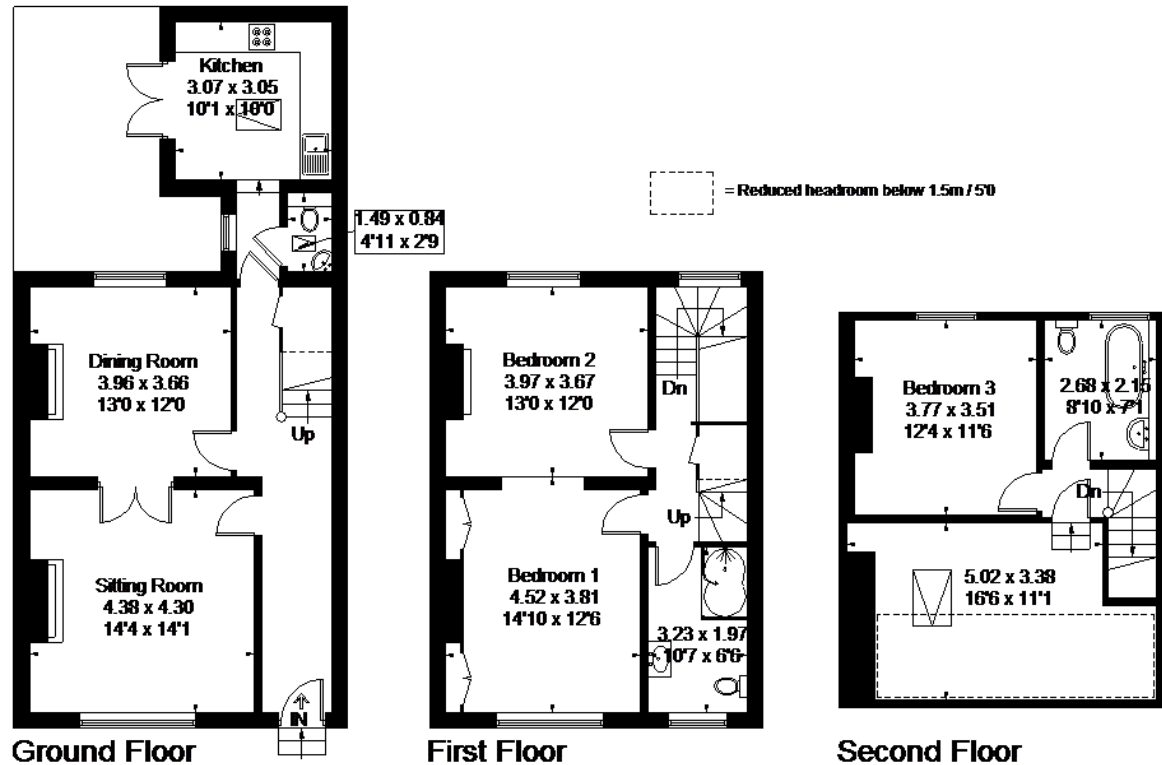 Kitchen
3.07 x 3.05
10'1 x 10'0
= Reduced headroom below 1.5m / 5'0
1.49 x 0.84
4'11 x 2'9
Dining Room
3.96 x 3.66
13'0 x 12'0
Up
Sitting Room
4.38 x 4.30
14'4 x 14'1
IN
Ground Floor
Bedroom 2
3.97 x 3.67
13'0 x 12'0
Dn
Up
Bedroom 1
4.52 x 3.81
14'10 x 12'6
3.23 x 1.97
10'7 x 6'6
First Floor
Bedroom 3
3.77 x 3.51
12'4 x 11'6
2.68 x 2.15
8'10 x 7'1
Dn
5.02 x 3.38
16'6 x 11'1
Second Floor